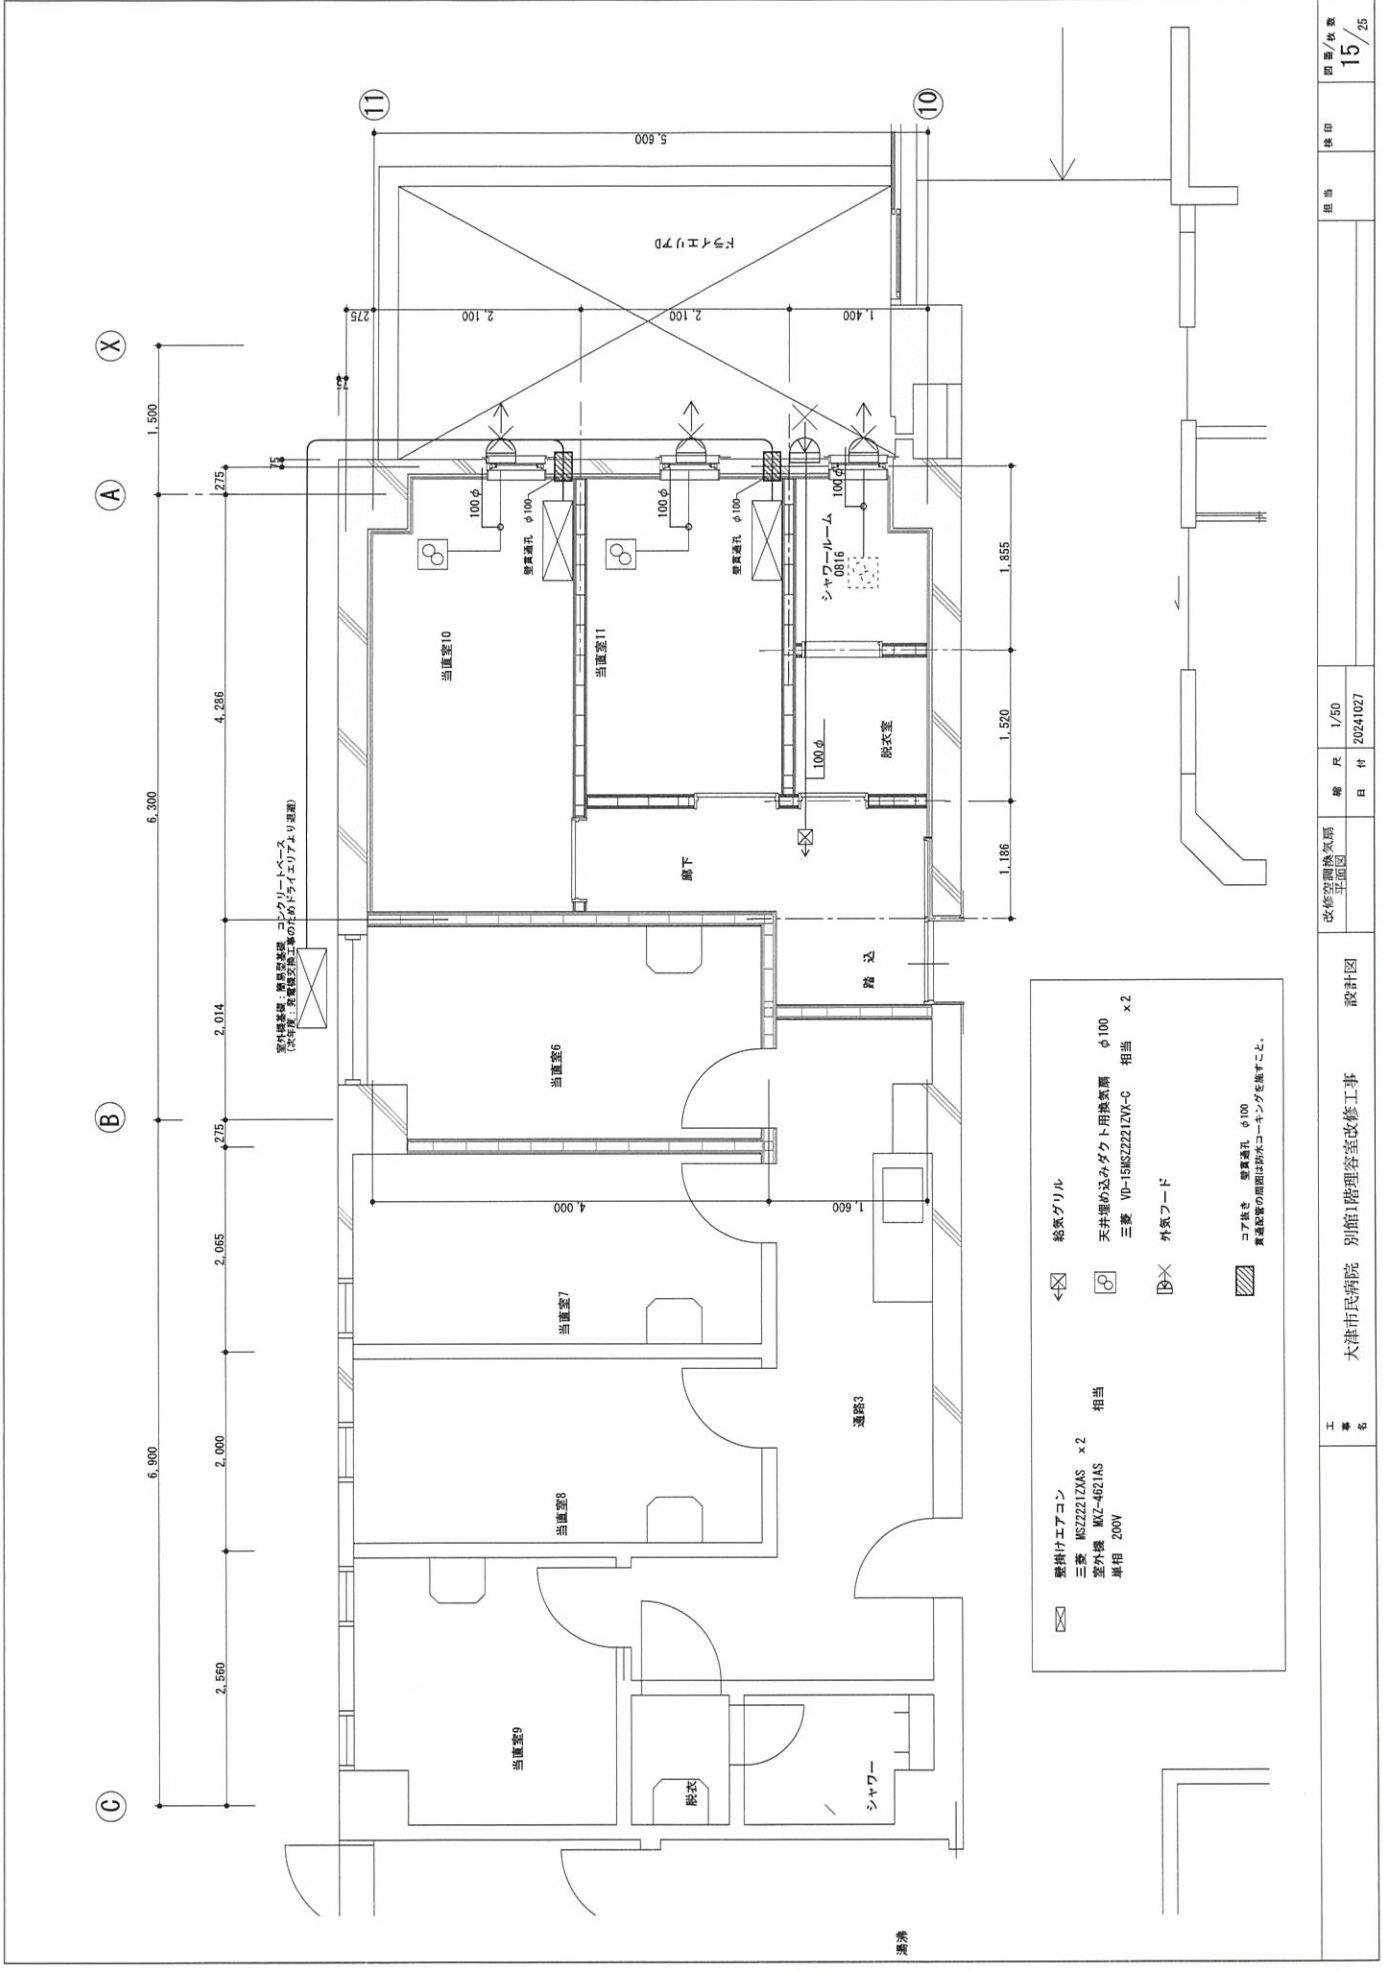 C
B
A
X
6,900
6,300
1,500
2,560
2,000
2,065
275
2,014
4,286
275
75
75
275
2,100
2,100
1,400
5,600
11
10
室外機基礎：簡易型基礎　コンクリートベース
(次年度：発電機交換工事のためドライエリアより退避)
ドライエリアD
当直室10
当直室11
100φ
100φ
100φ
100φ
壁貫通孔　φ100
壁貫通孔　φ100
シャワールーム
0816
脱衣室
廊下
踏　込
当直室6
当直室7
当直室8
当直室9
通路3
脱衣
シャワー
湯沸
4,000
1,600
1,186
1,520
1,855
壁掛けエアコン
三菱　MSZ2221ZXAS　x 2
室外機　MXZ-4621AS　相当
単相　200V
給気グリル
天井埋め込みダクト用換気扇　φ100
三菱　VD-15MSZ2221ZVX-C　相当　x 2
外気フード
コア抜き　壁貫通孔　φ100
貫通配管の周囲は防水コーキングを施すこと。
工事名
大津市民病院　別館1階理容室改修工事　設計図
改修空調換気扇
平面図
縮　尺
1/50
日　付
20241027
担 当
検 印
図 番/枚 数
15/25